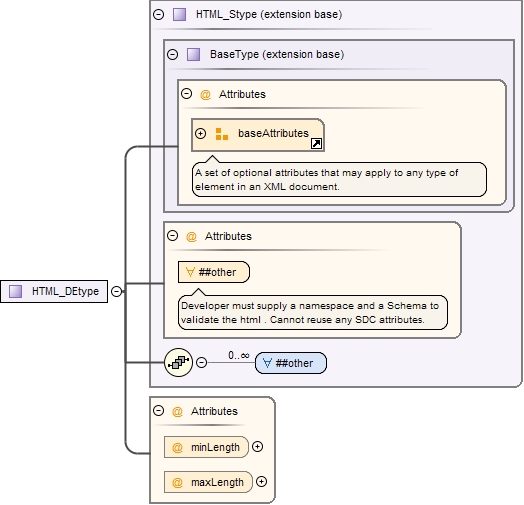 HTML_Stype (extension base)
BaseType (extension base)
@ Attributes
baseAttributes
A set of optional attributes that may apply to any type of
element in an XML document.
@ Attributes
∀ ##other
Developer must supply a namespace and a Schema to
validate the html . Cannot reuse any SDC attributes.
HTML_DEtype
0..∞
∀ ##other
@ Attributes
@ minLength
@ maxLength